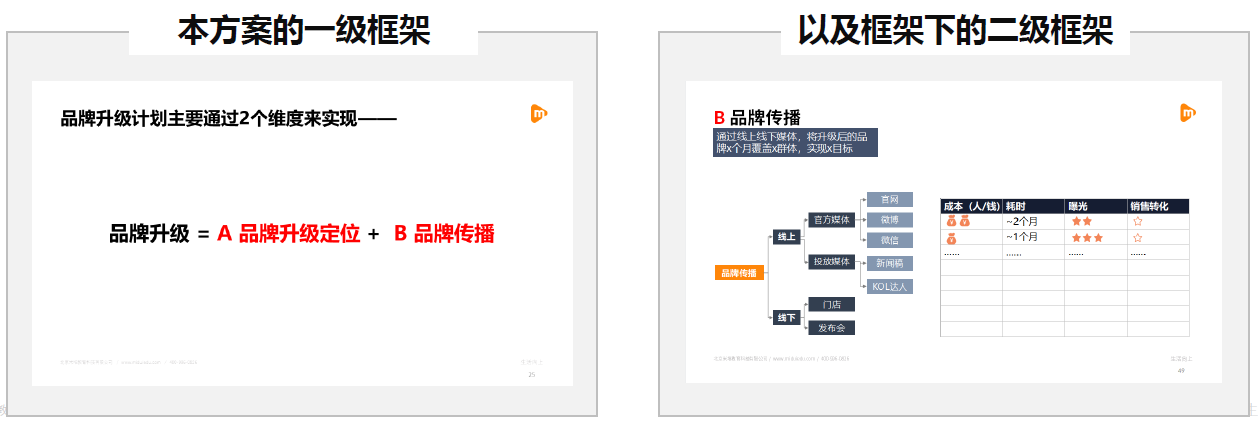 本方案的一级框架
品牌升级计划主要通过2个维度来实现——
m
品牌升级 = A 品牌升级定位 + B 品牌传播
25
以及框架下的二级框架
B 品牌传播
m
通过线上线下媒体，将升级后的品
牌x个月覆盖x群体，实现x目标
品牌传播
线上
官方媒体
官网
微博
微信
投放媒体
新闻稿
KOL达人
线下
门店
发布会
成本（人/钱） 耗时 曝光 销售转化
~2个月
~1个月
...... ...... ...... ......
49